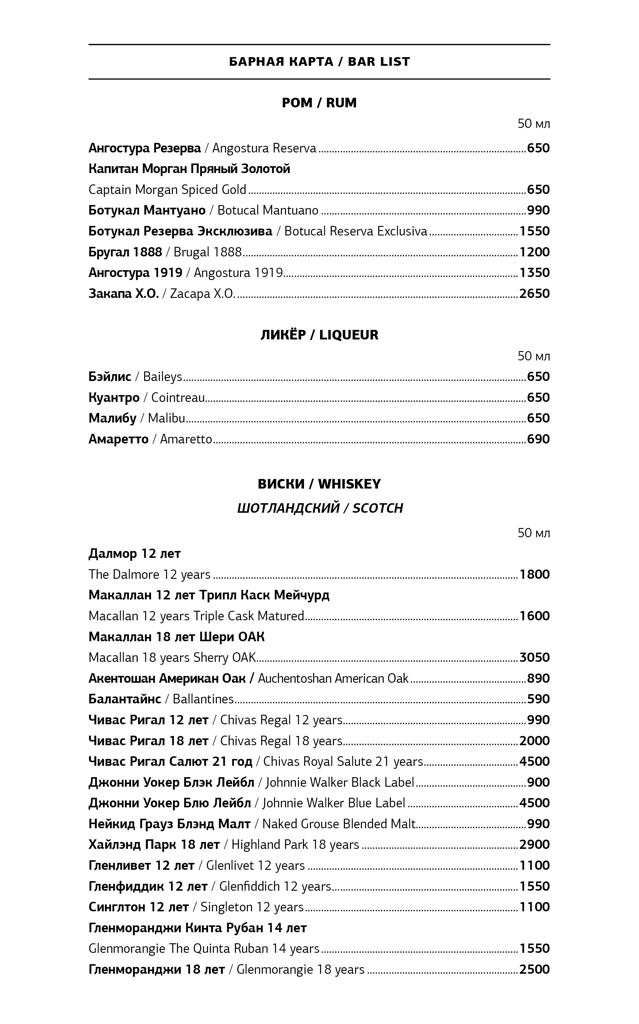 БАРНАЯ КАРТА / BAR LIST
РОМ / RUM
50 мл
Ангостура Резерва / Angostura Reserva 650
Капитан Морган Пряный Золотой
Captain Morgan Spiced Gold 650
Ботукал Мантуано / Botucal Mantuano 990
Ботукал Резерва Эксклюзива / Botucal Reserva Exclusiva 1550
Бругал 1888 / Brugal 1888 1200
Ангостура 1919 / Angostura 1919 1350
Закапа Х.О. / Zacapa X.O. 2650
ЛИКЁР / LIQUEUR
50 мл
Бэйлис / Baileys 650
Куантро / Cointreau 650
Малибу / Malibu 650
Амаретто / Amaretto 690
ВИСКИ / WHISKEY
ШОТЛАНДСКИЙ / SCOTCH
50 мл
Далмор 12 лет
The Dalmore 12 years 1800
Макаллан 12 лет Трипл Каск Мейчурд
Macallan 12 years Triple Cask Matured 1600
Макаллан 18 лет Шери ОАК
Macallan 18 years Sherry OAK 3050
Акентошан Американ Оак / Auchentoshan American Oak 890
Балантайнс / Ballantines 590
Чивас Ригал 12 лет / Chivas Regal 12 years 990
Чивас Ригал 18 лет / Chivas Regal 18 years 2000
Чивас Ригал Салют 21 год / Chivas Royal Salute 21 years 4500
Джонни Уокер Блэк Лейбл / Johnnie Walker Black Label 900
Джонни Уокер Блю Лейбл / Johnnie Walker Blue Label 4500
Нейкид Грауз Блэнд Малт / Naked Grouse Blended Malt 990
Хайлэнд Парк 18 лет / Highland Park 18 years 2900
Гленливет 12 лет / Glenlivet 12 years 1100
Гленфиддик 12 лет / Glenfiddich 12 years 1550
Синглтон 12 лет / Singleton 12 years 1100
Гленморанджи Кинта Рубан 14 лет
Glenmorangie The Quinta Ruban 14 years 1550
Гленморанджи 18 лет / Glenmorangie 18 years 2500